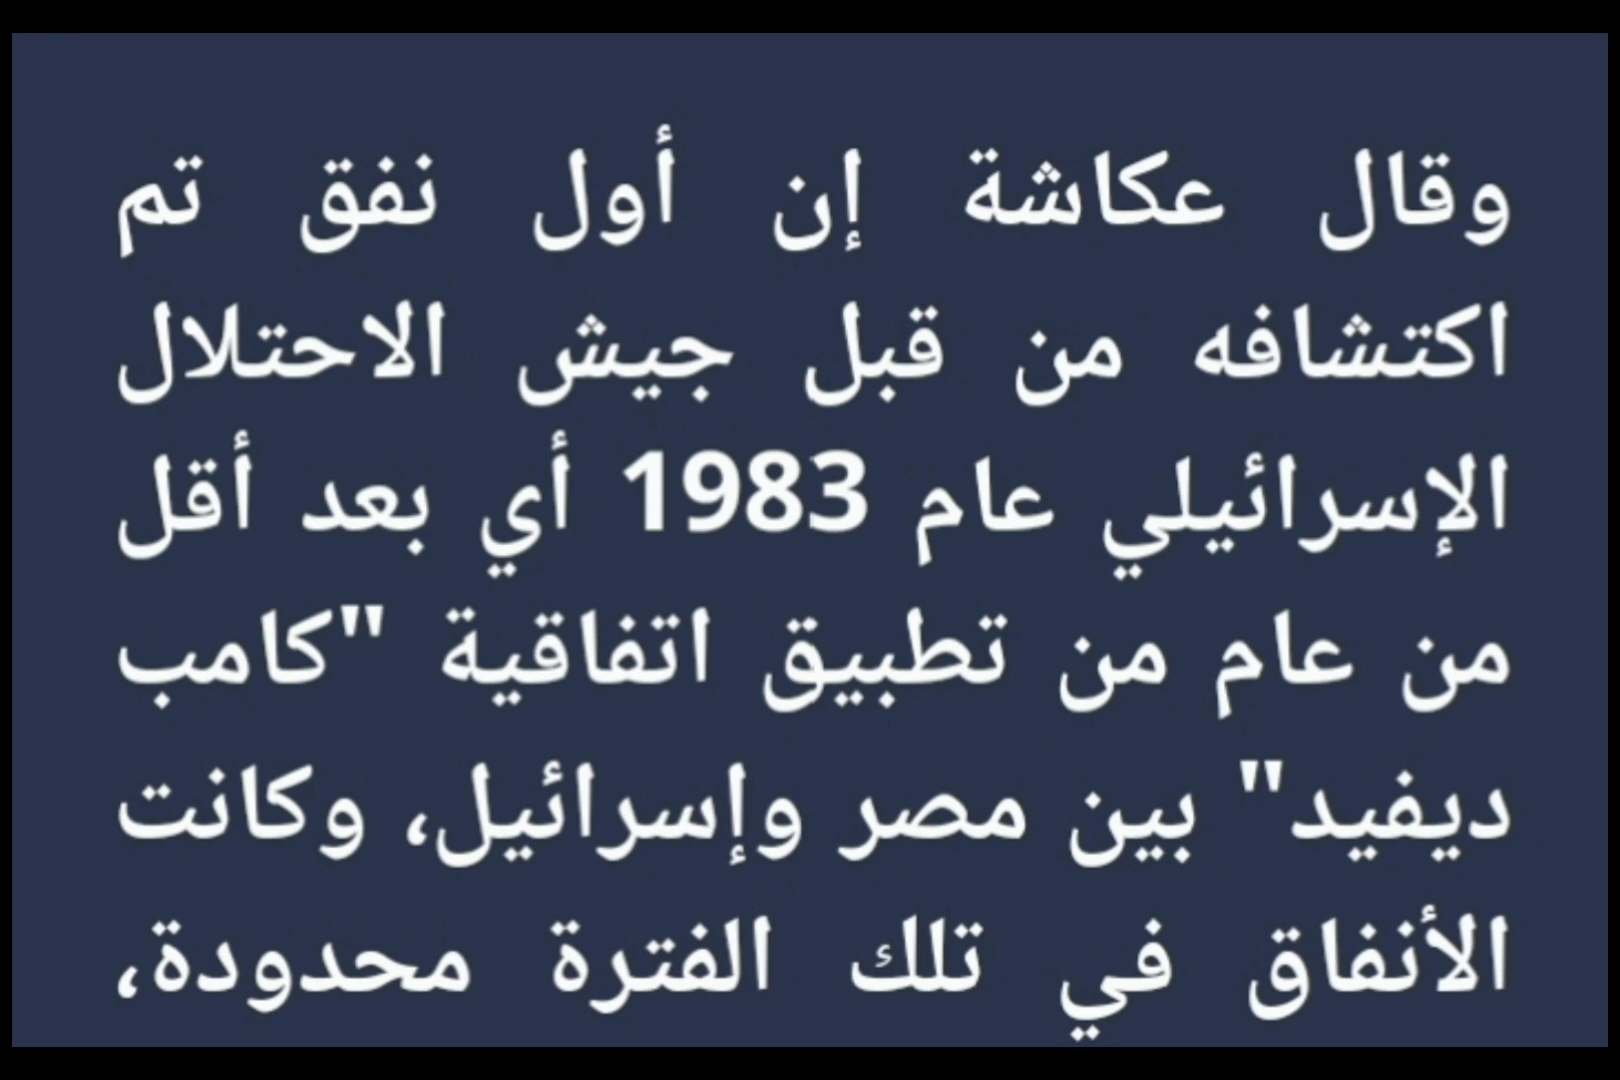 وقال عكاشة إن أول نفق تم
اكتشافه من قبل جيش الاحتلال
الإسرائيلي عام 1983 أي بعد أقل
من عام من تطبيق اتفاقية "كامب
ديفيد" بين مصر وإسرائيل، وكانت
الأنفاق في تلك الفترة محدودة،